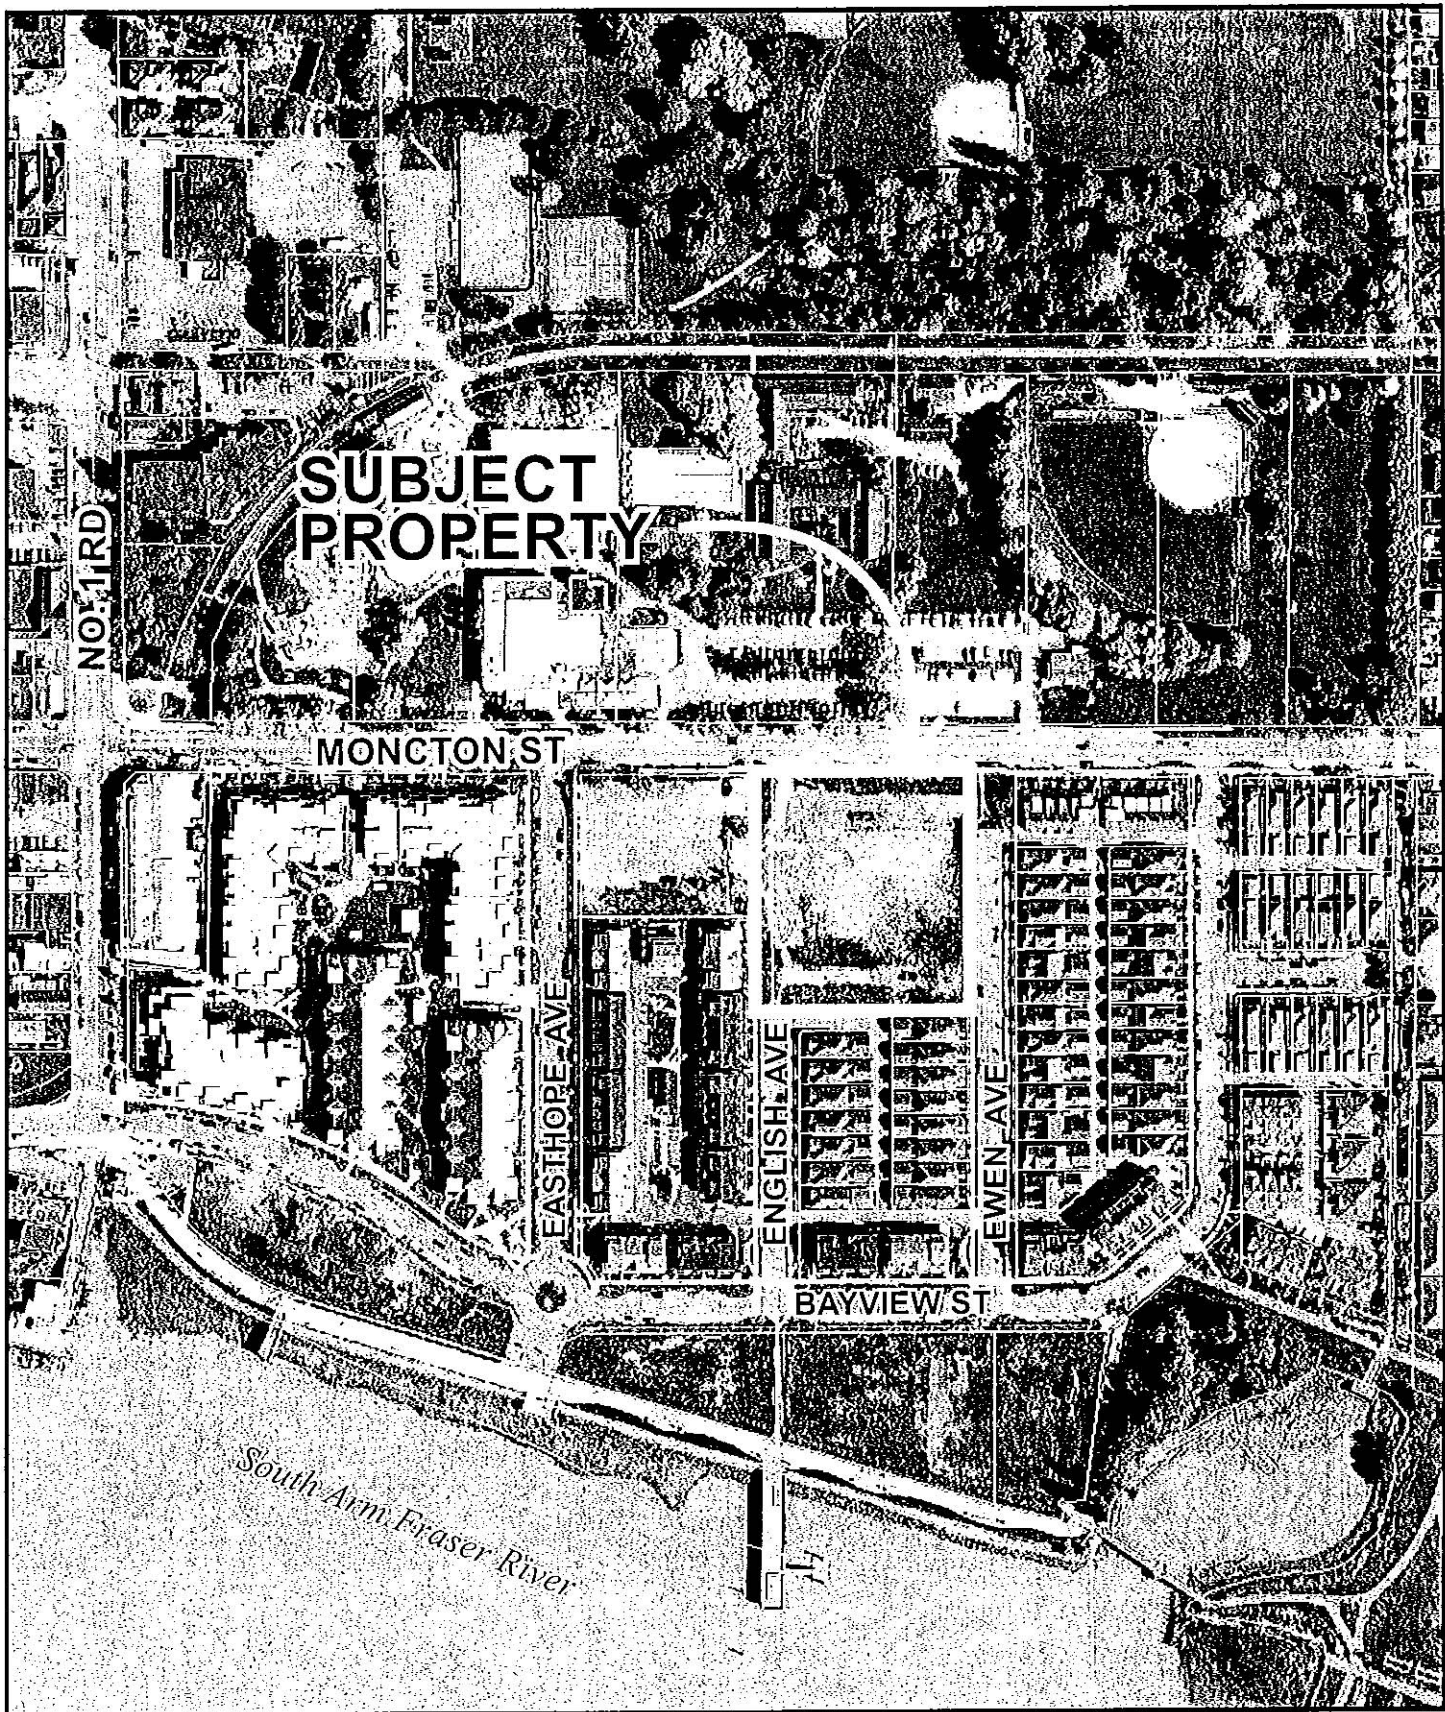 SUBJECT
PROPERTY
NO. 1 RD
MONCTON ST
EASTHOPE AVE
ENGLISH AVE
EWEN AVE
BAYVIEW ST
South Arm Fraser River